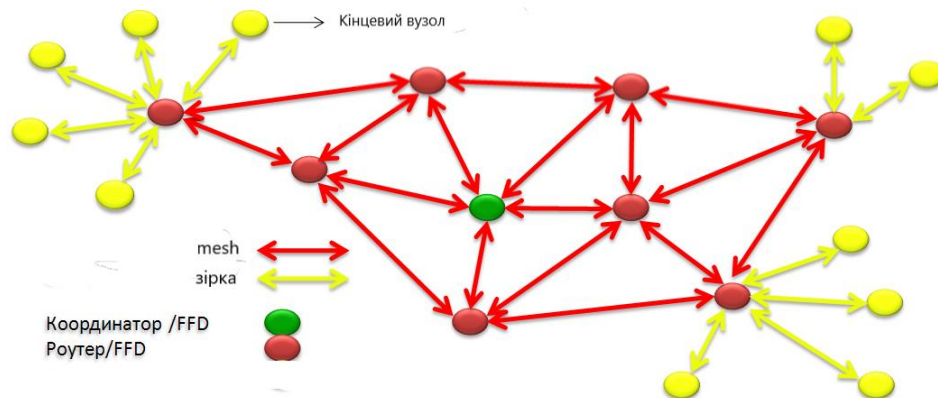 Кінцевий вузол
mesh
зірка
Координатор /FFD
Роутер/FFD